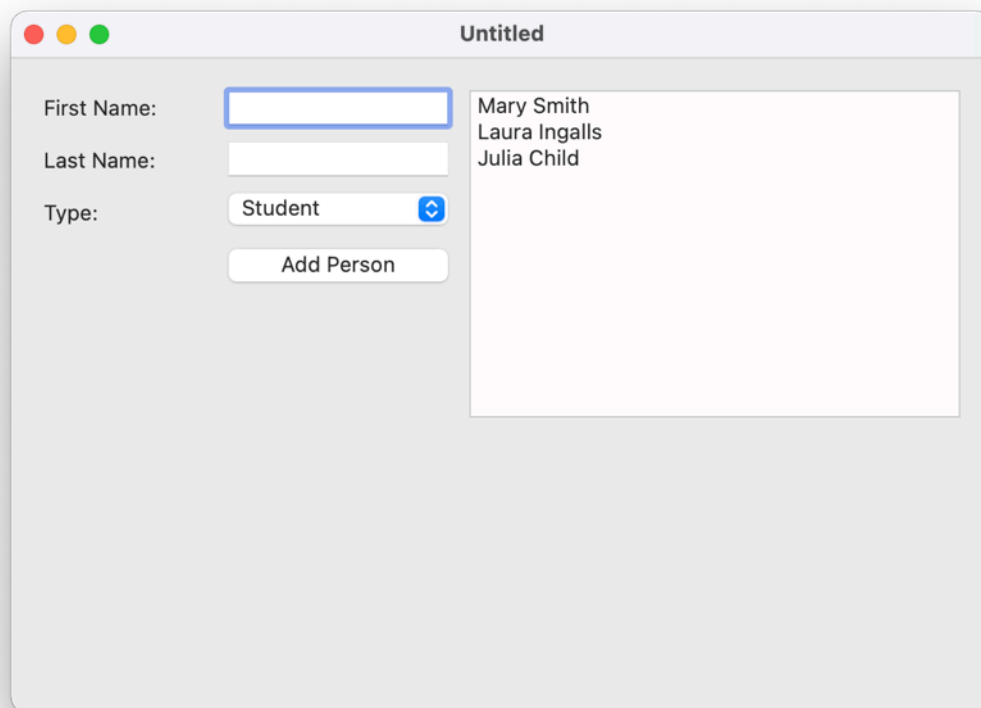 Untitled
First Name:
Last Name:
Type:
Student
Add Person
Mary Smith
Laura Ingalls
Julia Child